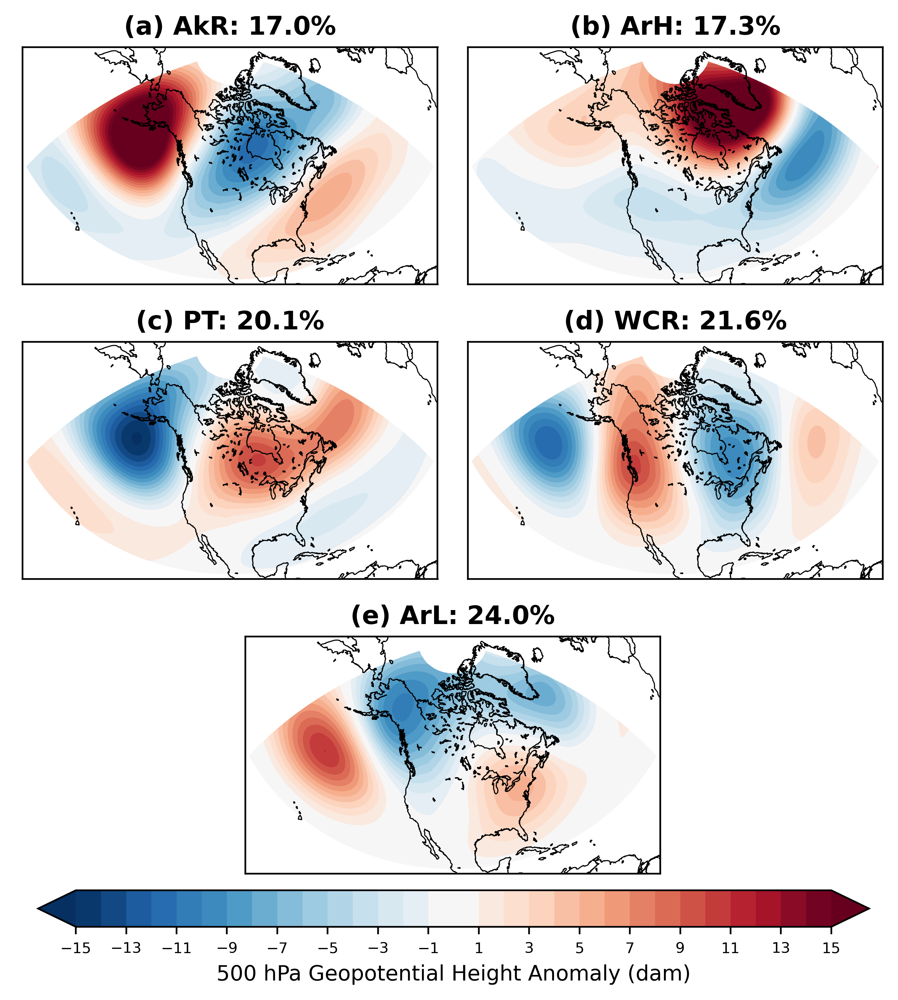 (a) AkR: 17.0%
(b) ArH: 17.3%
(c) PT: 20.1%
(d) WCR: 21.6%
(e) ArL: 24.0%
−15 −13 −11 −9 −7 −5 −3 −1 1 3 5 7 9 11 13 15
500 hPa Geopotential Height Anomaly (dam)